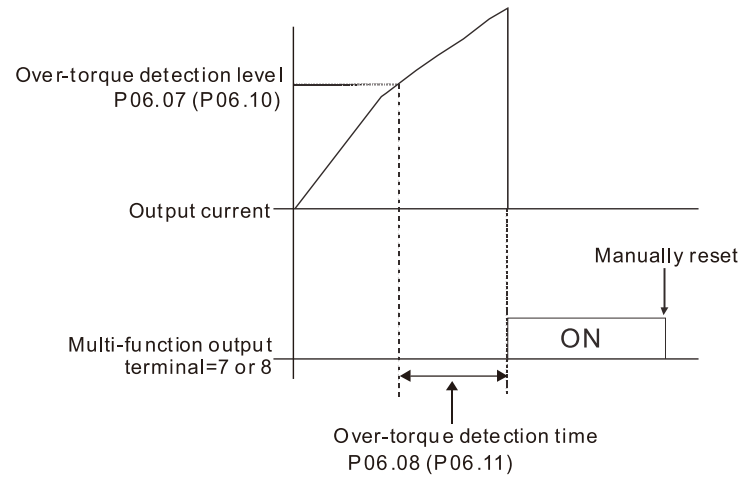 Over-torque detection level
P06.07 (P06.10)
Output current
Manually reset
ON
Multi-function output
terminal=7 or 8
Over-torque detection time
P06.08 (P06.11)